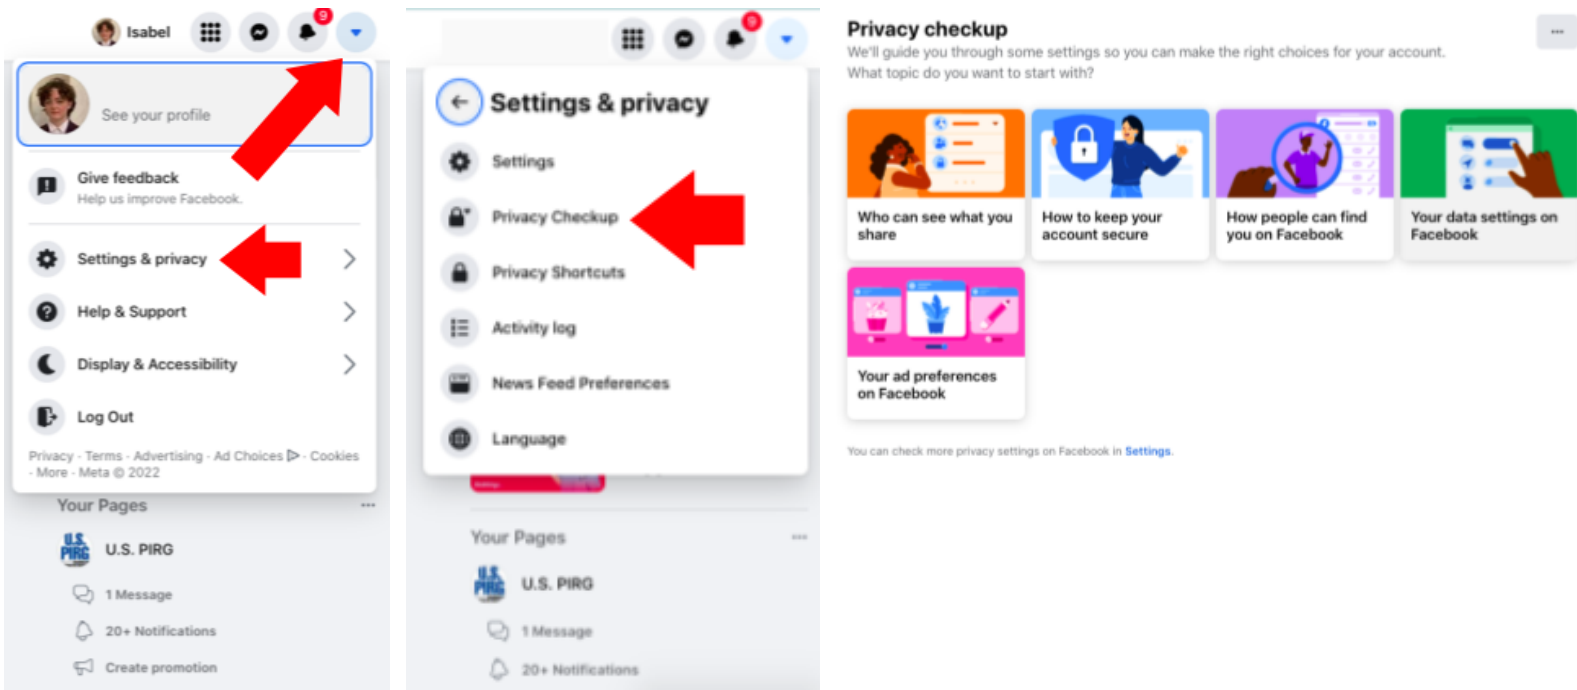 Isabel
9
See your profile
Give feedback
Help us improve Facebook.
Settings & privacy
Help & Support
Display & Accessibility
Log Out
Privacy · Terms · Advertising · Ad Choices · Cookies
· More · Meta © 2022
Your Pages
U.S. PIRG
U.S. PIRG
1 Message
20+ Notifications
Create promotion
9
Settings & privacy
Settings
Privacy Checkup
Privacy Shortcuts
Activity log
News Feed Preferences
Language
Your Pages
U.S. PIRG
U.S. PIRG
1 Message
20+ Notifications
Privacy checkup
We'll guide you through some settings so you can make the right choices for your account.
What topic do you want to start with?
Who can see what you
share
How to keep your
account secure
How people can find
you on Facebook
Your data settings on
Facebook
Your ad preferences
on Facebook
You can check more privacy settings on Facebook in Settings.